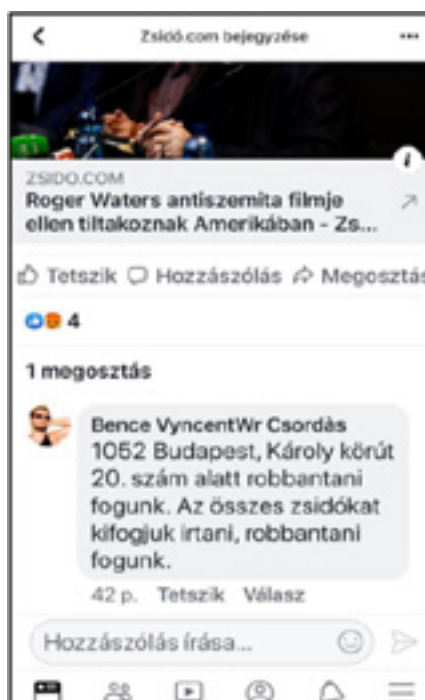 Zsidó.com bejegyzése
ZSIDO.COM
Roger Waters antiszemita filmje
ellen tiltakoznak Amerikában - Zs...
Tetszik Hozzászólás Megosztás
4
1 megosztás
Bence VyncentWr Csordàs
1052 Budapest, Károly körút
20. szám alatt robbantani
fogunk. Az összes zsidókat
kifogjuk irtani, robbantani
fogunk.
42 p. Tetszik Válasz
Hozzászólás írása...